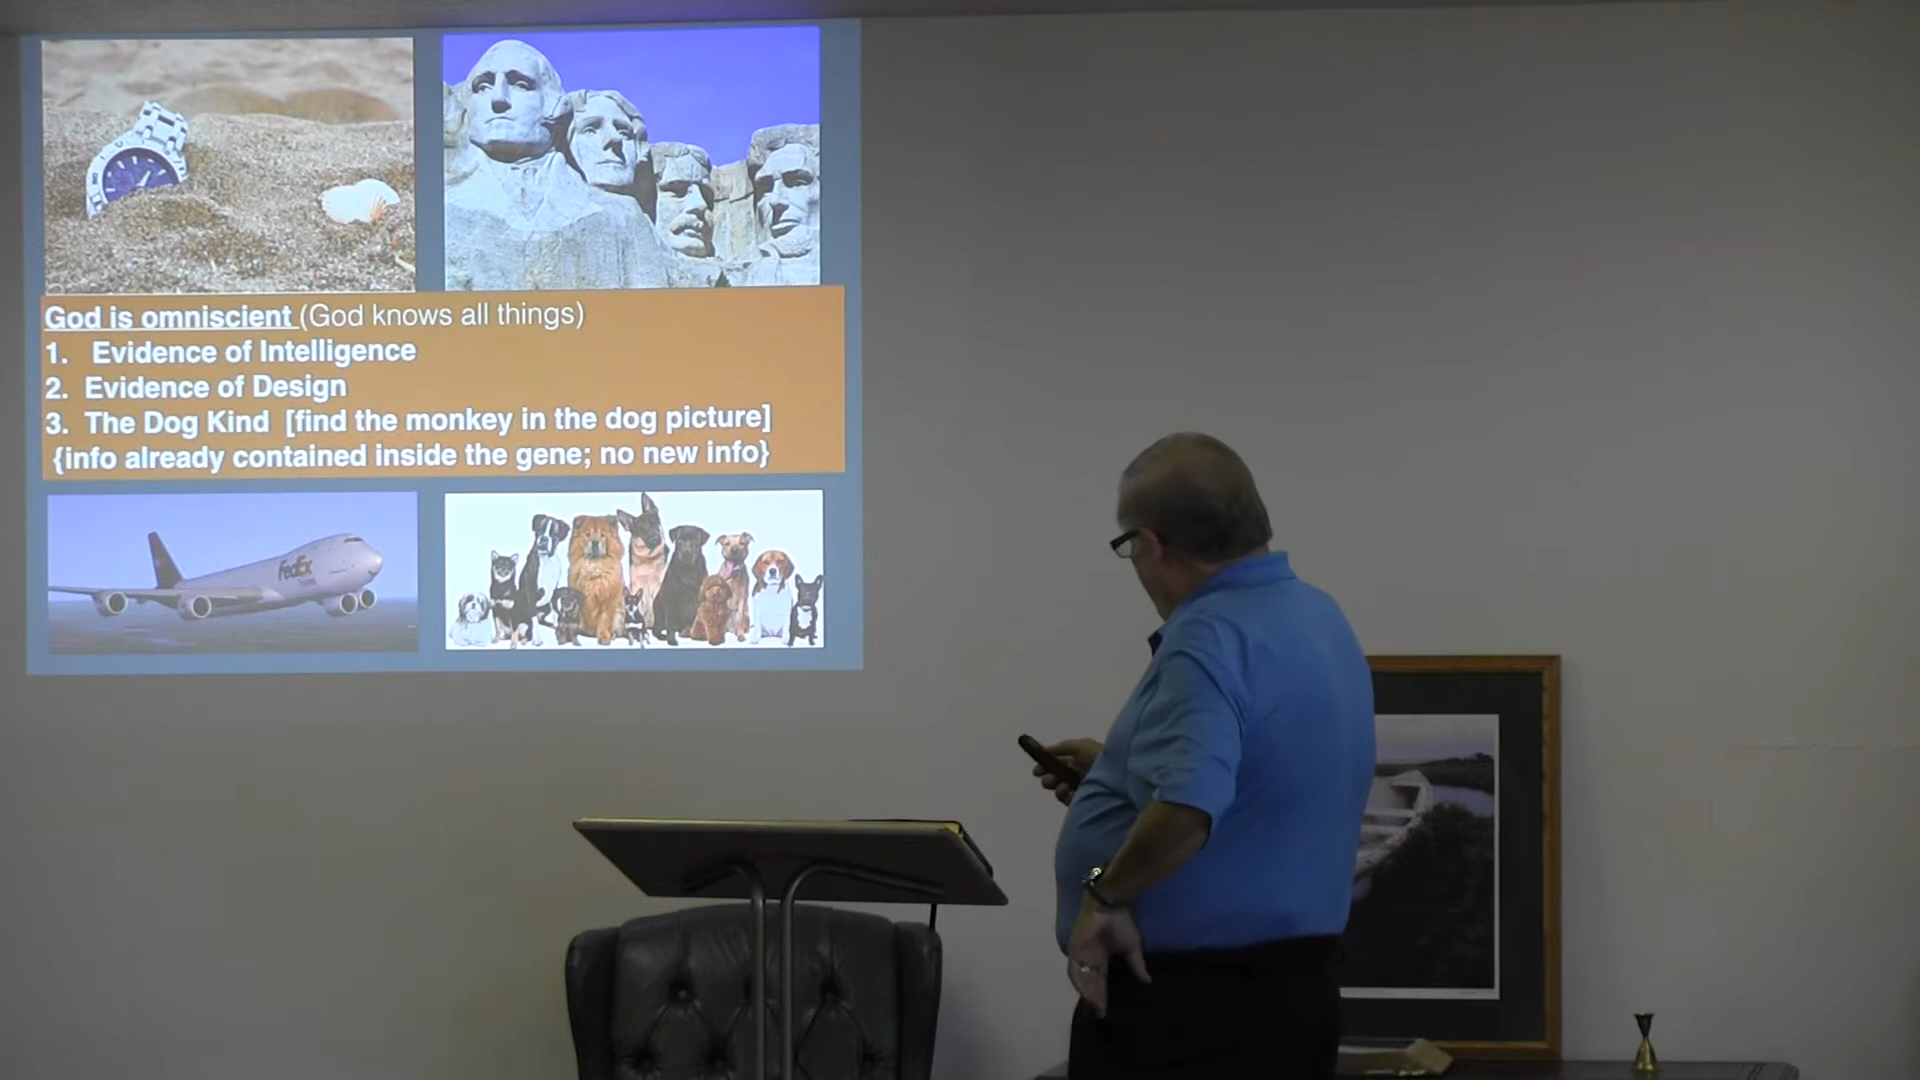 God is omniscient (God knows all things)
1. Evidence of Intelligence
2. Evidence of Design
3. The Dog Kind [find the monkey in the dog picture]
{info already contained inside the gene; no new info}
FedEx